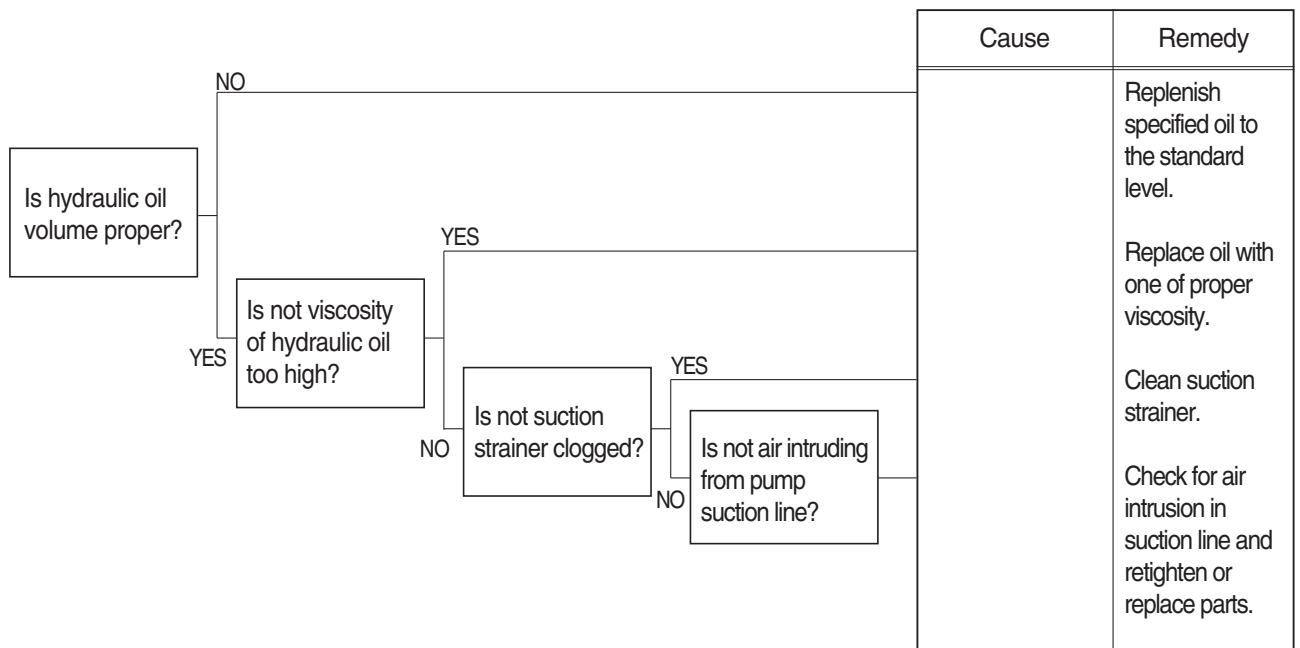 Cause
Remedy
NO
Is hydraulic oil
volume proper?
YES
YES
Is not viscosity
of hydraulic oil
too high?
NO
YES
Is not suction
strainer clogged?
NO
Is not air intruding
from pump
suction line?
Replenish
specified oil to
the standard
level.
Replace oil with
one of proper
viscosity.
Clean suction
strainer.
Check for air
intrusion in
suction line and
retighten or
replace parts.